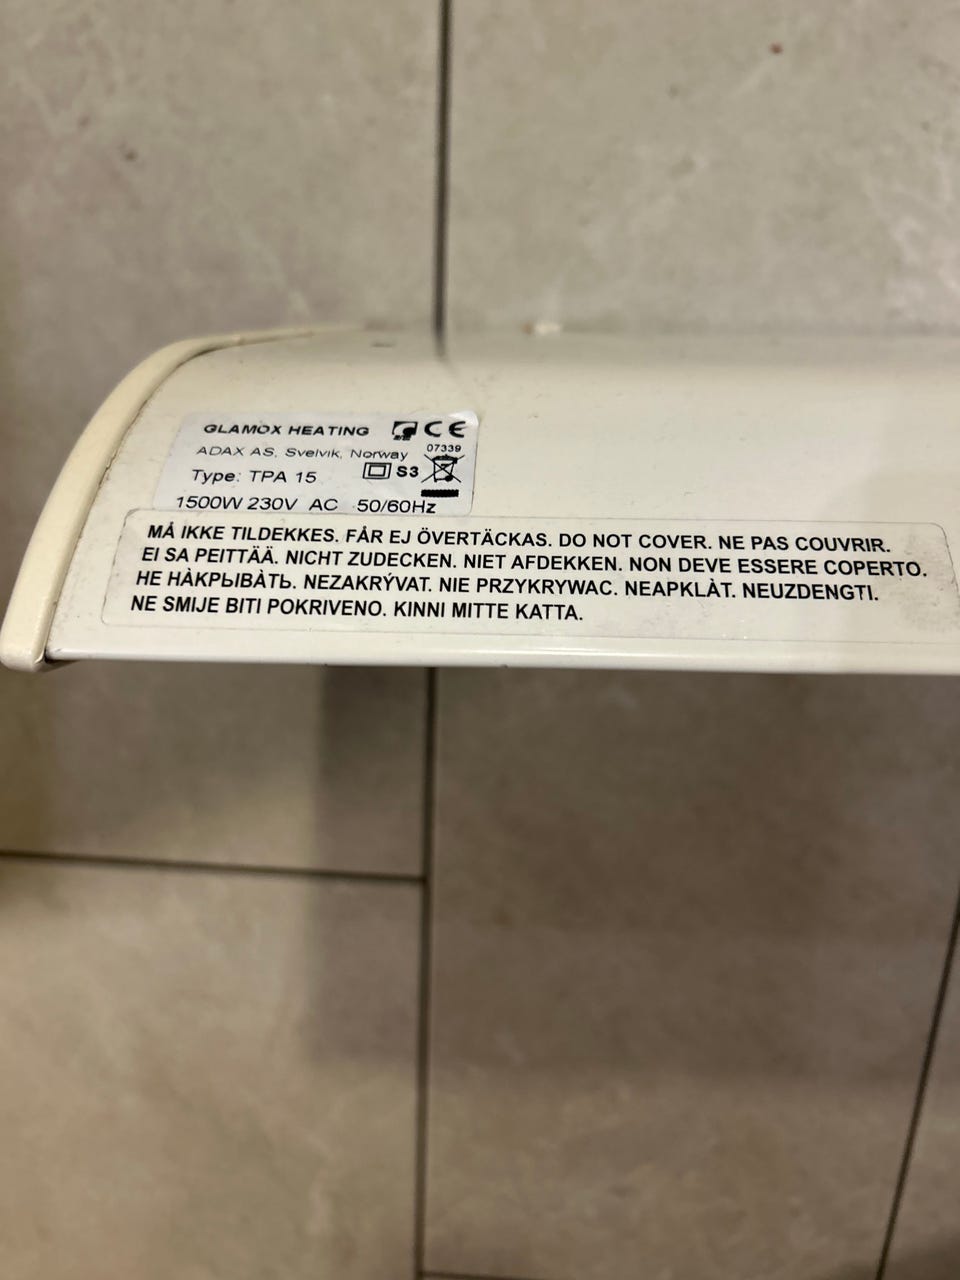 GLAMOX HEATING CE
ADAX AS, Svelvik, Norway 07339
Type: TPA 15 S3
1500W 230V AC 50/60Hz
MÅ IKKE TILDEKKES. FÅR EJ ÖVERTÄCKAS. DO NOT COVER. NE PAS COUVRIR.
EI SA PEITTÄÄ. NICHT ZUDECKEN. NIET AFDEKKEN. NON DEVE ESSERE COPERTO.
НЕ НÀКРЫВÀТЬ. NEZAKRÝVAT. NIE PRZYKRYWAC. NEAPKLÀT. NEUZDENGTI.
NE SMIJE BITI POKRIVENO. KINNI MITTE KATTA.